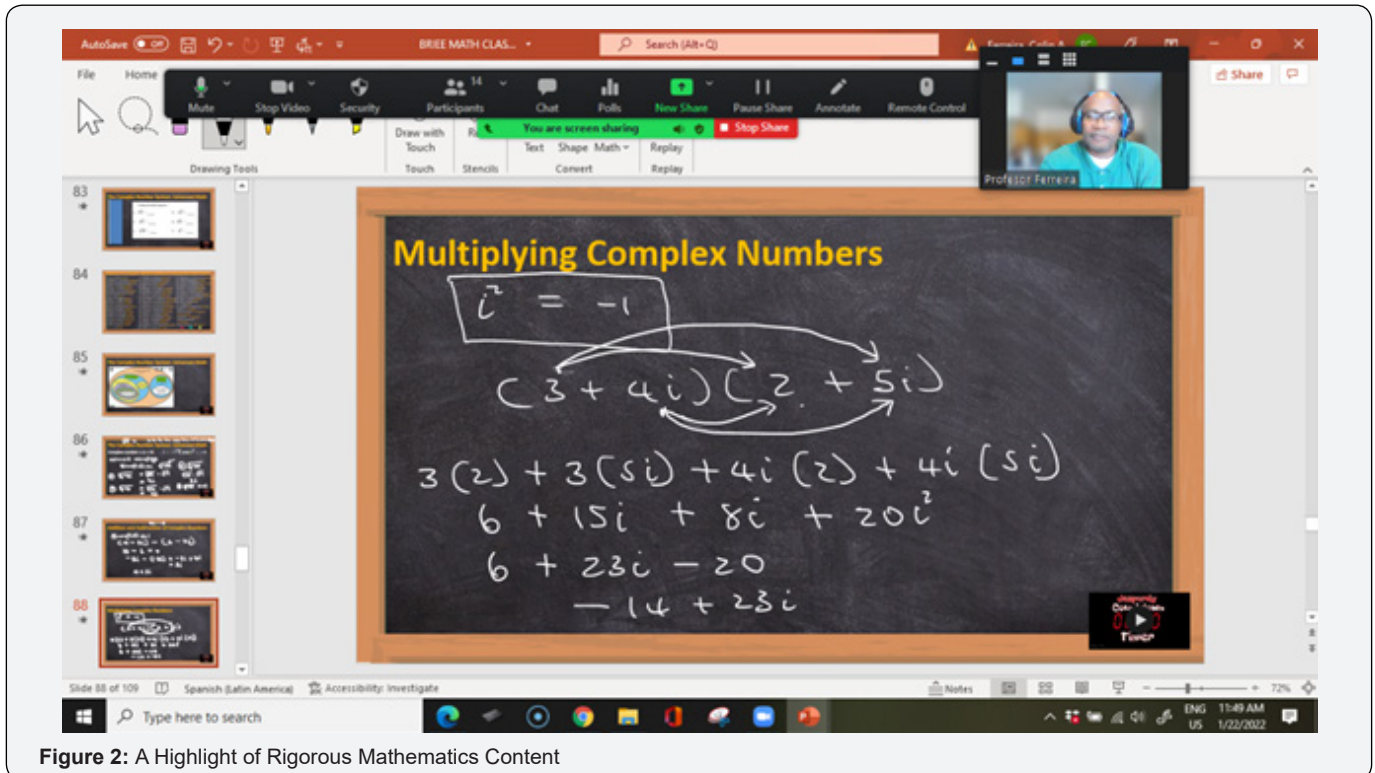 AutoSave Off BRIEE MATH CLAS... Search (Alt+Q)
File Home Share
Mute Stop Video Security Participants 14 Chat Polls New Share Pause Share Annotate Remote Control
You are screen sharing Stop Share
Draw with Touch Text Shape Math Replay
Drawing Tools Touch Stencils Convert Replay
Profesor Ferreira
83
84
85
86
87
88
Multiplying Complex Numbers
i² = -1
(3 + 4i)(2 + 5i)
3(2) + 3(5i) + 4i(2) + 4i(5i)
6 + 15i + 8i + 20i²
6 + 23i - 20
- 14 + 23i
Timer
Slide 88 of 109 Spanish (Latin America) Accessibility: Investigate Notes 72%
Type here to search ENG US 11:49 AM 1/22/2022
Figure 2: A Highlight of Rigorous Mathematics Content